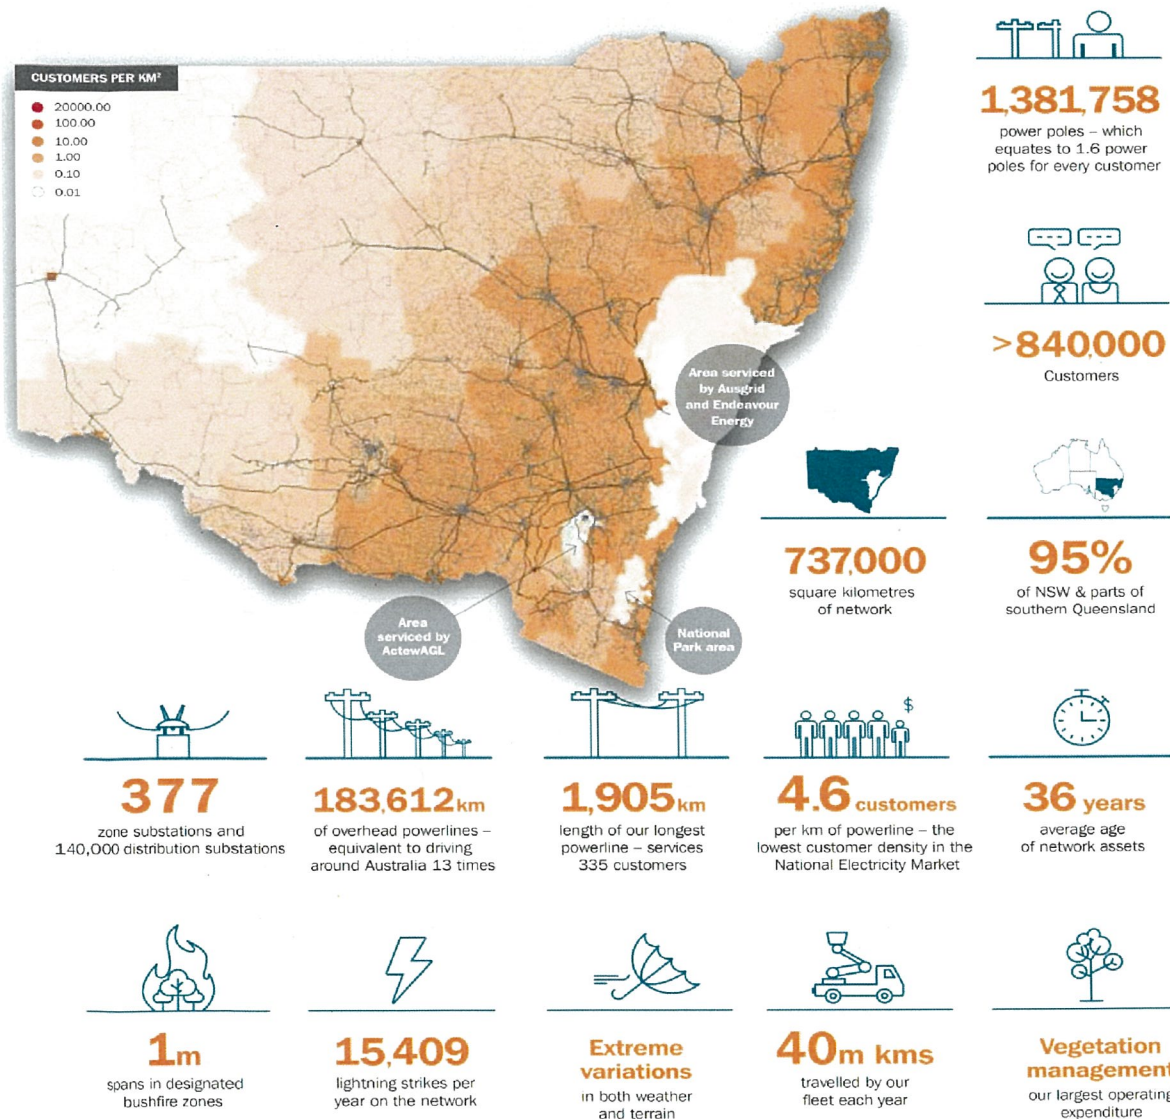 CUSTOMERS PER KM²
20000.00
100.00
10.00
1.00
0.10
0.01
Area serviced
by Ausgrid
and Endeavour
Energy
Area
serviced by
ActewAGL
National
Park area
1,381,758
power poles – which
equates to 1.6 power
poles for every customer
>840,000
Customers
737,000
square kilometres
of network
95%
of NSW & parts of
southern Queensland
377
zone substations and
140,000 distribution substations
183,612 km
of overhead powerlines –
equivalent to driving
around Australia 13 times
1,905 km
length of our longest
powerline – services
335 customers
$
4.6 customers
per km of powerline – the
lowest customer density in the
National Electricity Market
36 years
average age
of network assets
1m
spans in designated
bushfire zones
15,409
lightning strikes per
year on the network
Extreme
variations
in both weather
and terrain
40m kms
travelled by our
fleet each year
Vegetation
management
our largest operating
expenditure